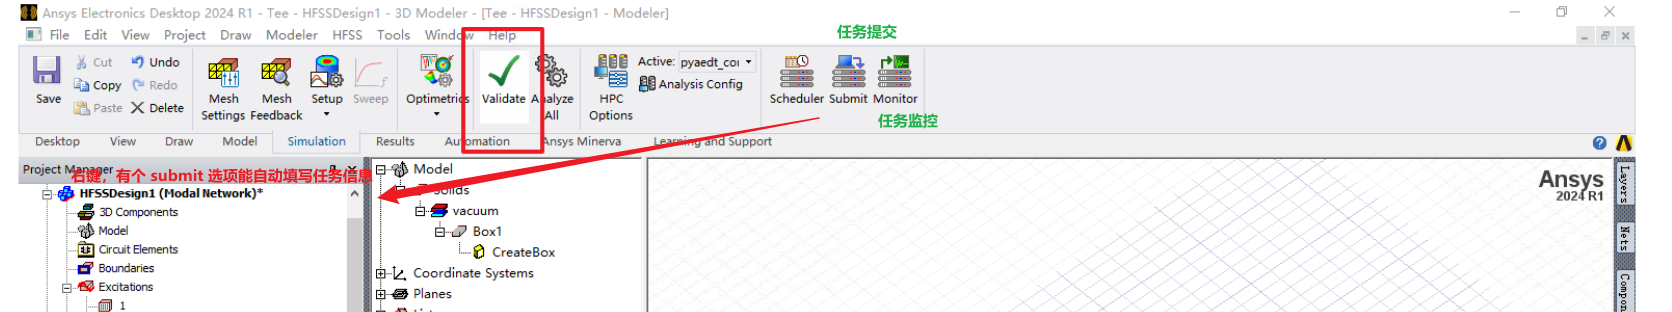 Ansys Electronics Desktop 2024 R1 - Tee - HFSSDesign1 - 3D Modeler - [Tee - HFSSDesign1 - Modeler]
File Edit View Project Draw Modeler HFSS Tools Window Help
任务提交
Save
Cut
Copy
Paste
Undo
Redo
Delete
Mesh Settings
Mesh Feedback
Setup
Sweep
Optimetrics
Validate
Analyze All
HPC Options
Active: pyaedt_co
Analysis Config
Scheduler Submit Monitor
任务监控
Desktop View Draw Model Simulation Results Automation Ansys Minerva Learning and Support
Project Manager
右键，有个 submit 选项能自动填写任务信息
HFSSDesign1 (Modal Network)*
3D Components
Model
Circuit Elements
Boundaries
Excitations
1
Model
Solids
vacuum
Box1
CreateBox
Coordinate Systems
Planes
Ansys
2024 R1
Layers
Nets